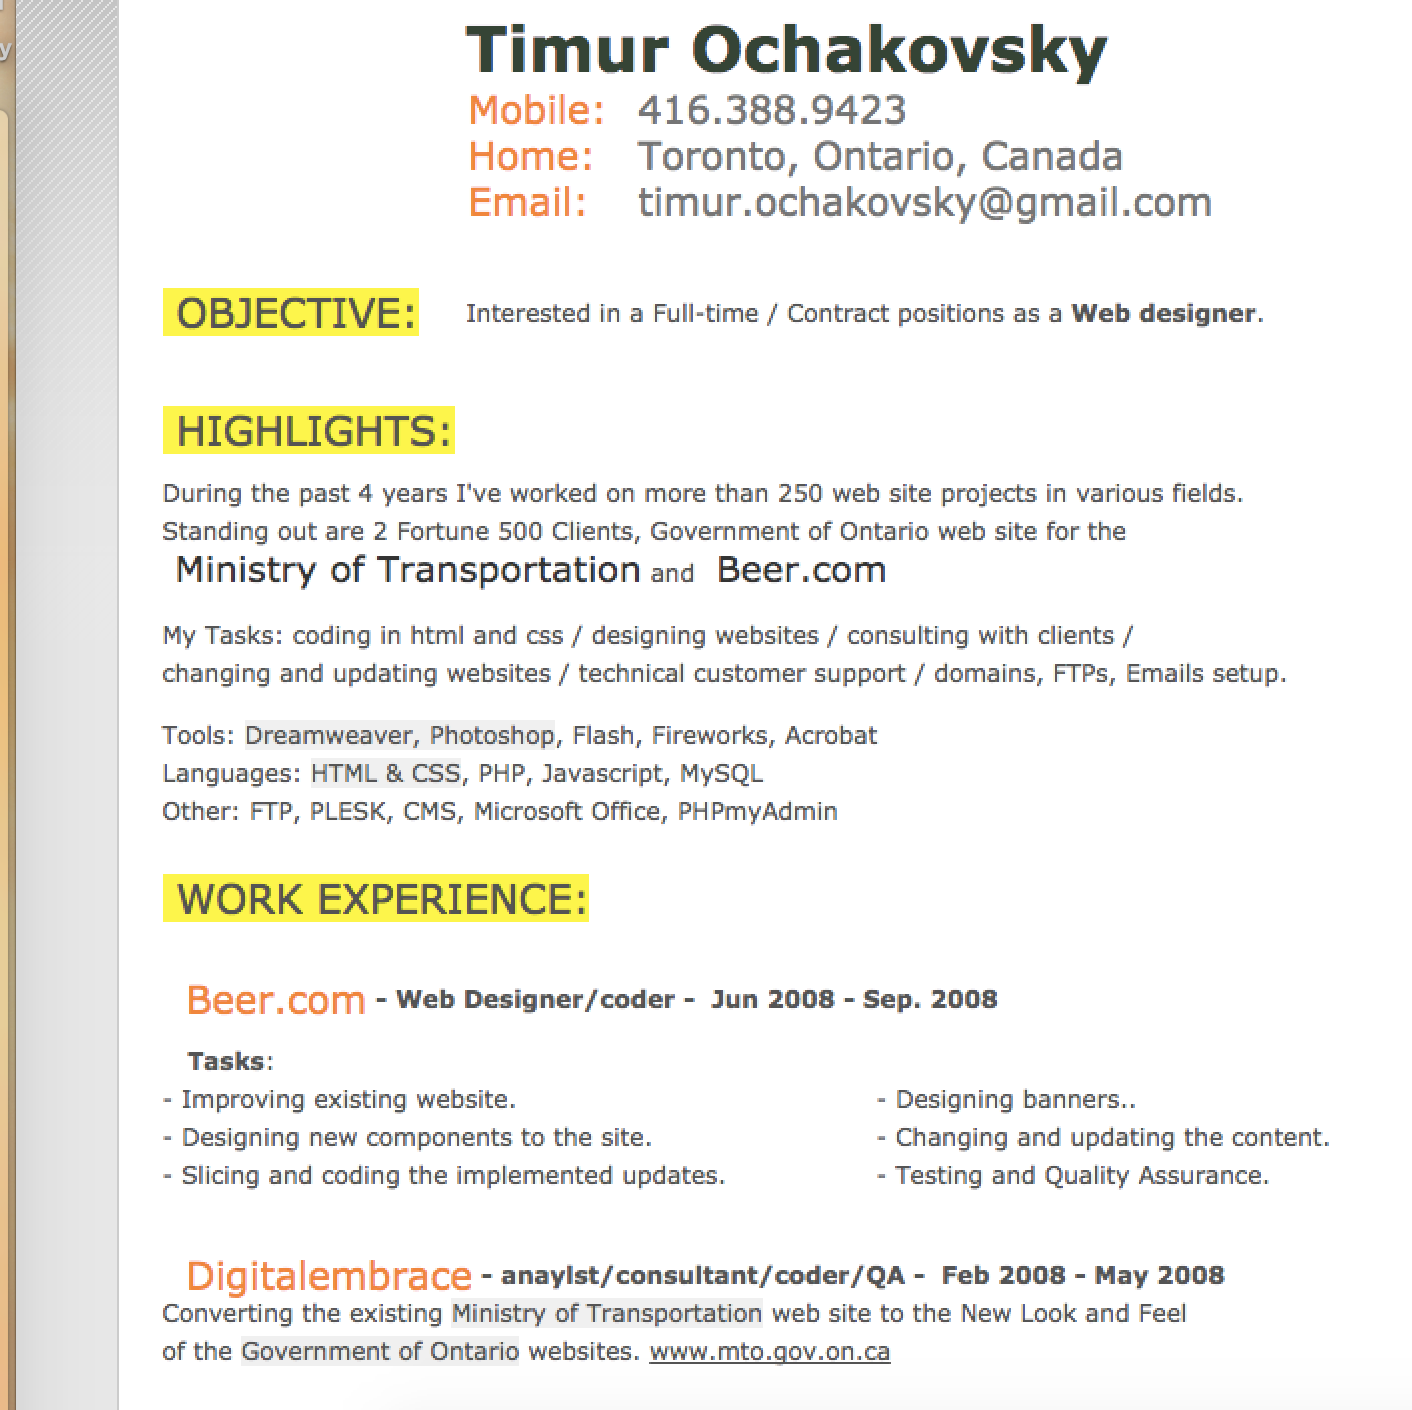 y
Timur Ochakovsky
Mobile: 416.388.9423
Home: Toronto, Ontario, Canada
Email: timur.ochakovsky@gmail.com
OBJECTIVE: Interested in a Full-time / Contract positions as a Web designer.
HIGHLIGHTS:
During the past 4 years I've worked on more than 250 web site projects in various fields.
Standing out are 2 Fortune 500 Clients, Government of Ontario web site for the
Ministry of Transportation and Beer.com
My Tasks: coding in html and css / designing websites / consulting with clients /
changing and updating websites / technical customer support / domains, FTPs, Emails setup.
Tools: Dreamweaver, Photoshop, Flash, Fireworks, Acrobat
Languages: HTML & CSS, PHP, Javascript, MySQL
Other: FTP, PLESK, CMS, Microsoft Office, PHPmyAdmin
WORK EXPERIENCE:
Beer.com - Web Designer/coder - Jun 2008 - Sep. 2008
Tasks:
- Improving existing website.
- Designing new components to the site.
- Slicing and coding the implemented updates.
- Designing banners..
- Changing and updating the content.
- Testing and Quality Assurance.
Digitalembrace - anaylst/consultant/coder/QA - Feb 2008 - May 2008
Converting the existing Ministry of Transportation web site to the New Look and Feel
of the Government of Ontario websites. www.mto.gov.on.ca